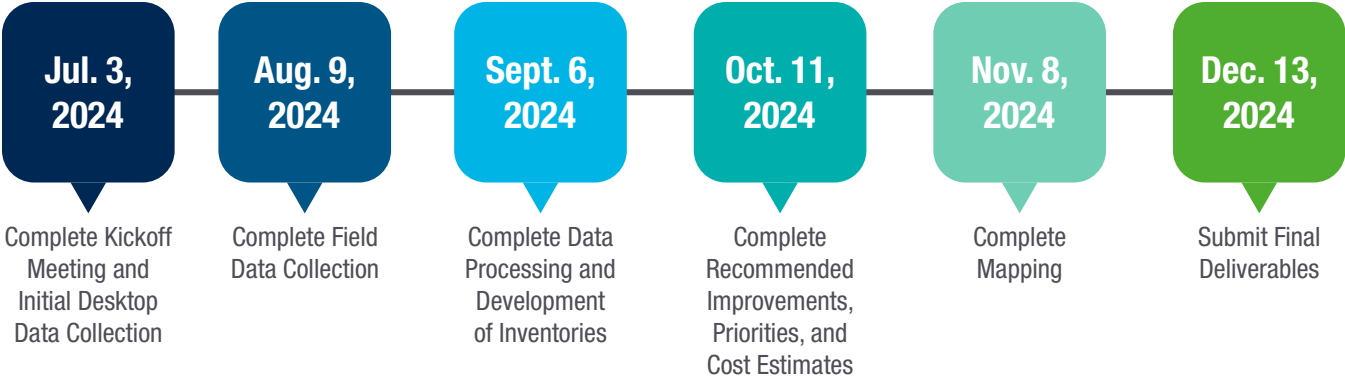 Jul. 3,
2024
Complete Kickoff
Meeting and
Initial Desktop
Data Collection
Aug. 9,
2024
Complete Field
Data Collection
Sept. 6,
2024
Complete Data
Processing and
Development
of Inventories
Oct. 11,
2024
Complete
Recommended
Improvements,
Priorities, and
Cost Estimates
Nov. 8,
2024
Complete
Mapping
Dec. 13,
2024
Submit Final
Deliverables